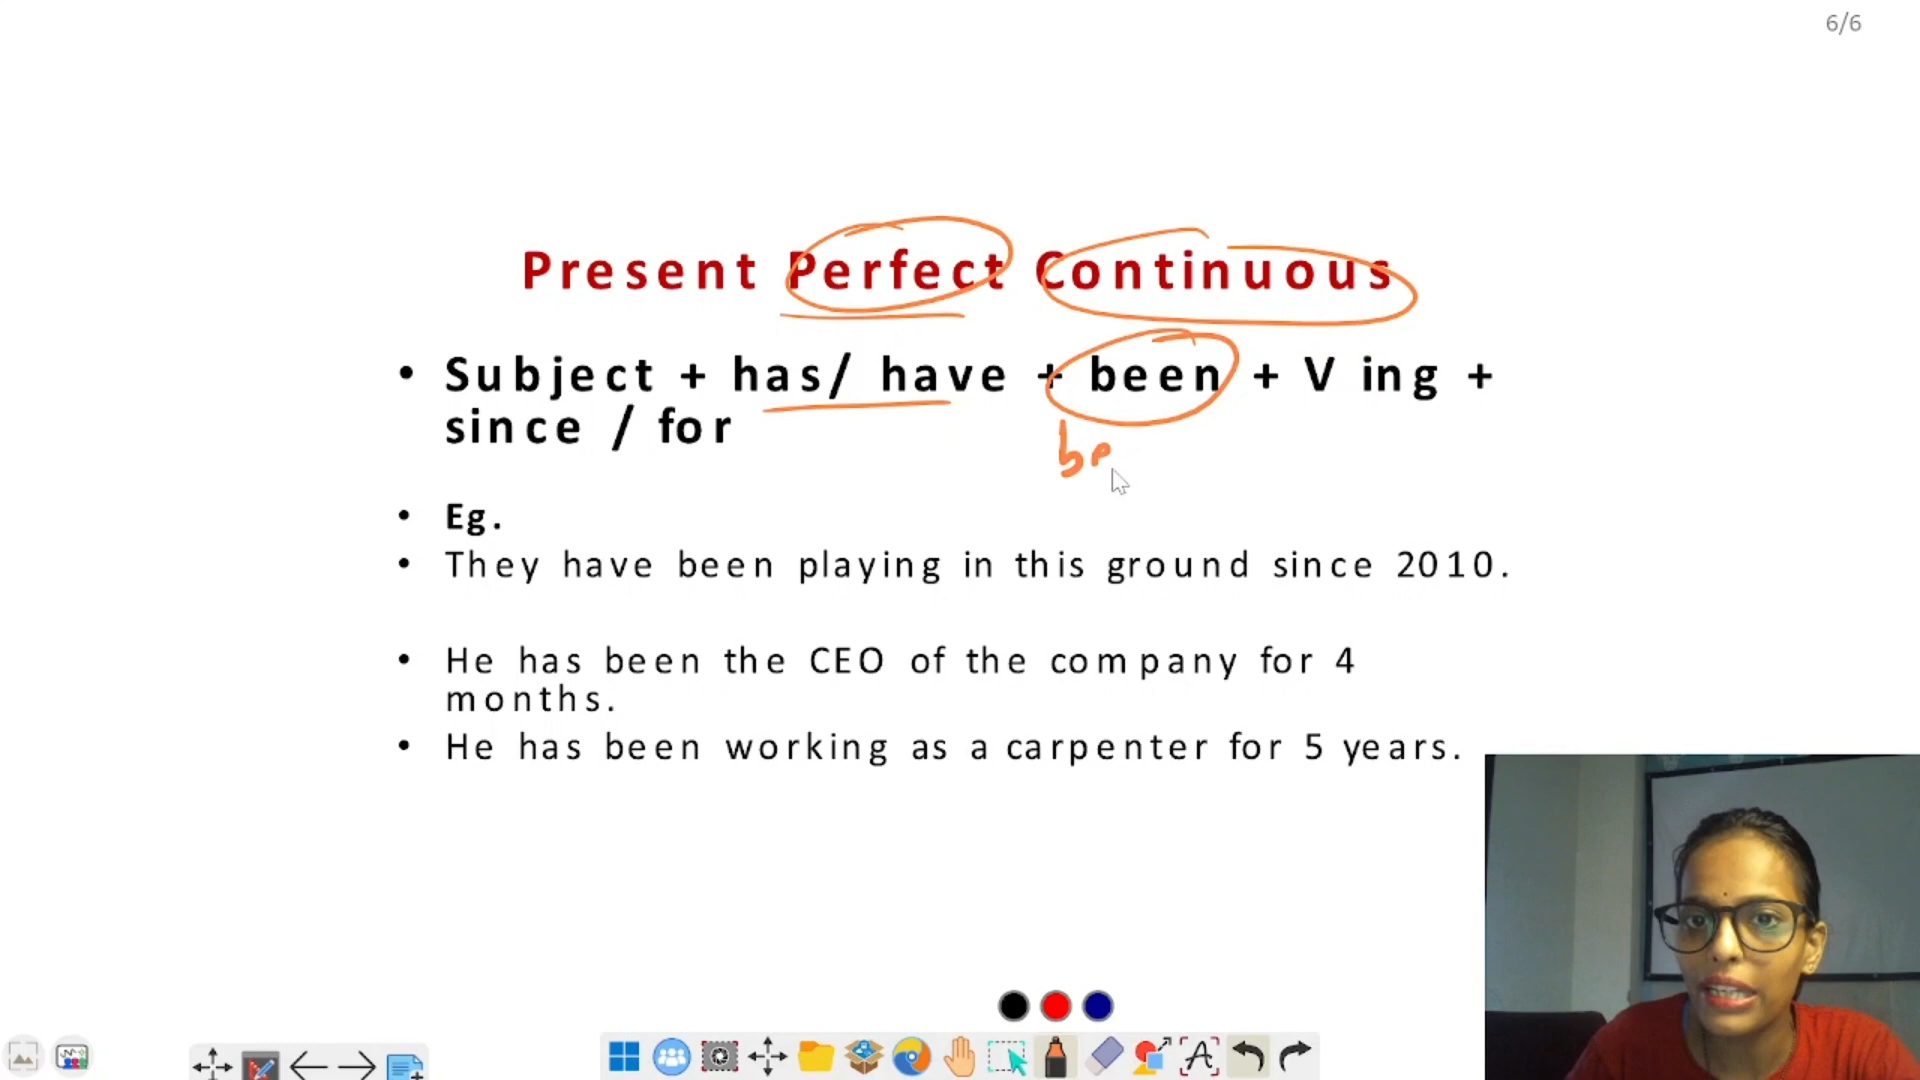 6/6
Present Perfect Continuous
• Subject + has/ have + been + V ing +
since / for
be
• Eg.
• They have been playing in this ground since 2010.
• He has been the CEO of the company for 4
months.
• He has been working as a carpenter for 5 years.